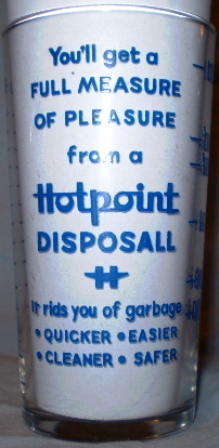 You'll get a
FULL MEASURE
OF PLEASURE
from a
Hotpoint
DISPOSALL
H
It rids you of garbage
• QUICKER • EASIER
• CLEANER • SAFER